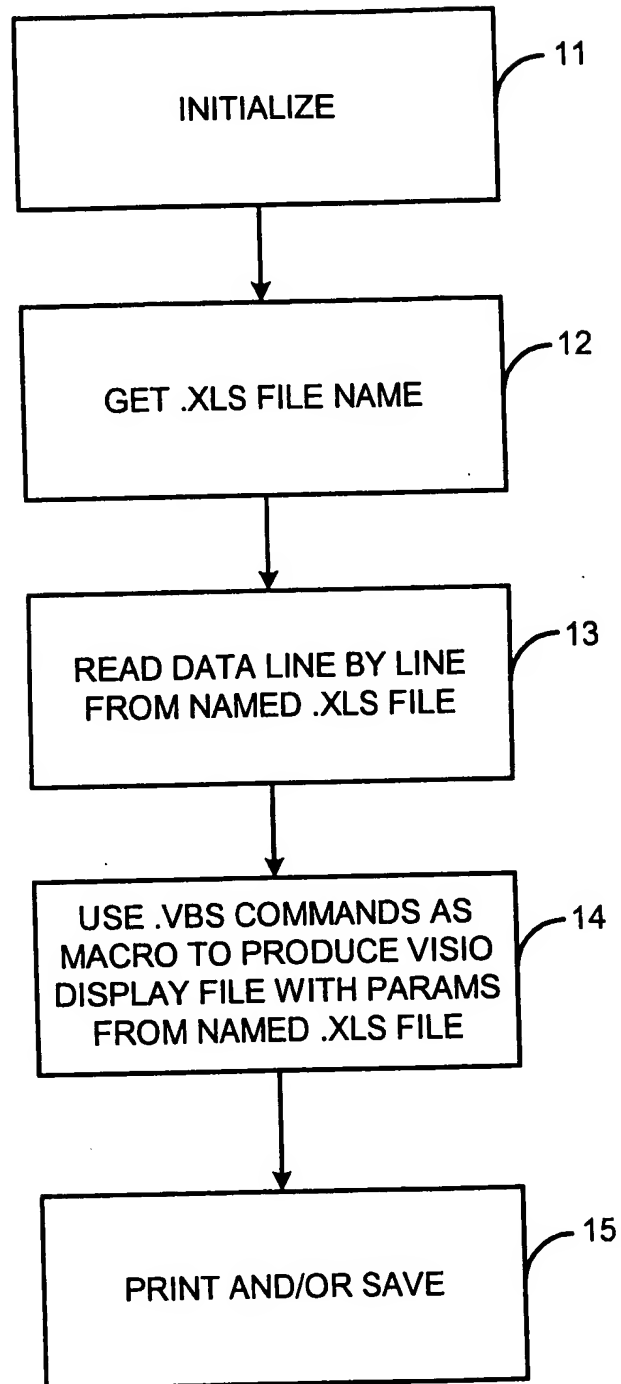 INITIALIZE
11
GET .XLS FILE NAME
12
READ DATA LINE BY LINE
FROM NAMED .XLS FILE
13
USE .VBS COMMANDS AS
MACRO TO PRODUCE VISIO
DISPLAY FILE WITH PARAMS
FROM NAMED .XLS FILE
14
PRINT AND/OR SAVE
15